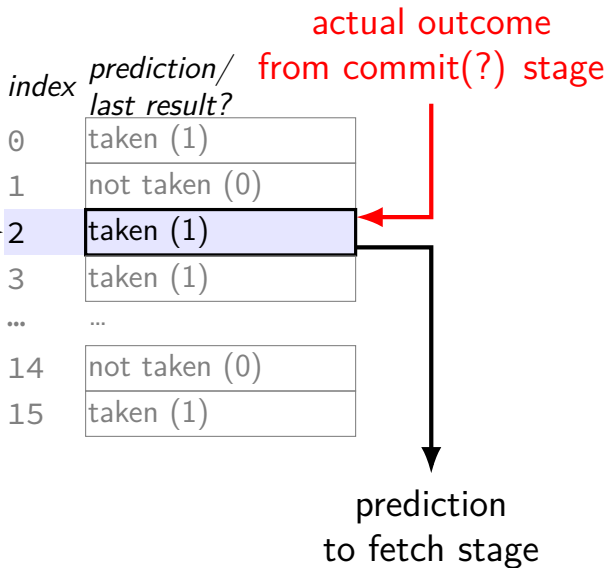 actual outcome
from commit(?) stage
index prediction/
last result?
0 taken (1)
1 not taken (0)
2 taken (1)
3 taken (1)
… …
14 not taken (0)
15 taken (1)
prediction
to fetch stage